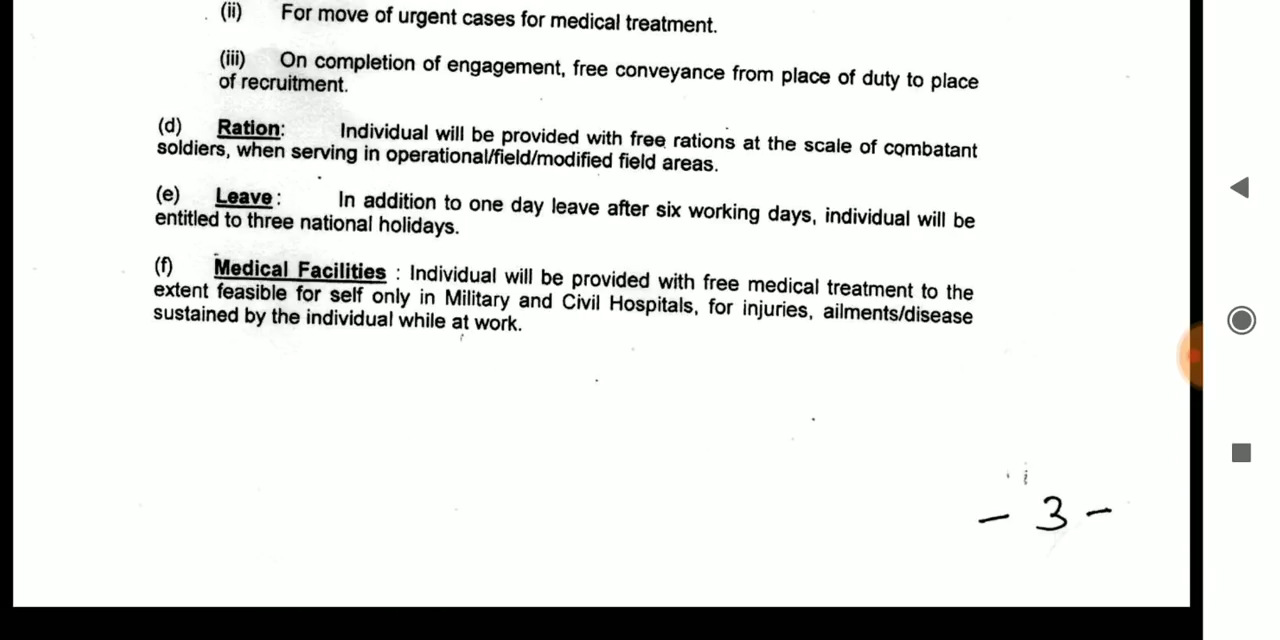 (ii) For move of urgent cases for medical treatment.
(iii) On completion of engagement, free conveyance from place of duty to place
of recruitment.
(d) Ration: Individual will be provided with free rations at the scale of combatant
soldiers, when serving in operational/field/modified field areas.
(e) Leave : In addition to one day leave after six working days, individual will be
entitled to three national holidays.
(f) Medical Facilities : Individual will be provided with free medical treatment to the
extent feasible for self only in Military and Civil Hospitals, for injuries, ailments/disease
sustained by the individual while at work.
- 3 -